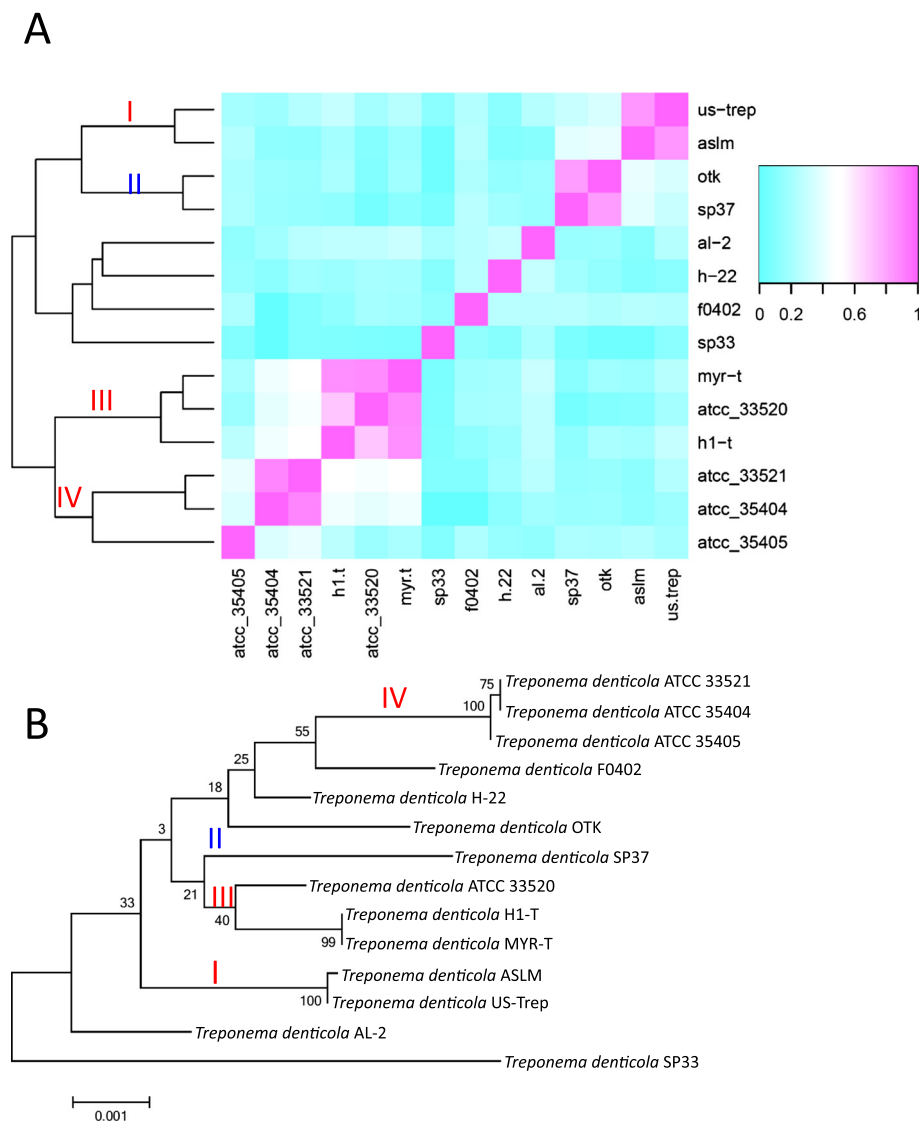 A
I
II
III
IV
us−trep
aslm
otk
sp37
al−2
h−22
f0402
sp33
myr−t
atcc_33520
h1−t
atcc_33521
atcc_35404
atcc_35405
0 0.2 0.6 1
atcc_35405
atcc_35404
atcc_33521
h1.t
atcc_33520
myr.t
sp33
f0402
h.22
al.2
sp37
otk
aslm
us.trep
B
IV
II
III
I
75
100
55
25
18
3
21
40
99
33
100
Treponema denticola ATCC 33521
Treponema denticola ATCC 35404
Treponema denticola ATCC 35405
Treponema denticola F0402
Treponema denticola H-22
Treponema denticola OTK
Treponema denticola SP37
Treponema denticola ATCC 33520
Treponema denticola H1-T
Treponema denticola MYR-T
Treponema denticola ASLM
Treponema denticola US-Trep
Treponema denticola AL-2
Treponema denticola SP33
0.001